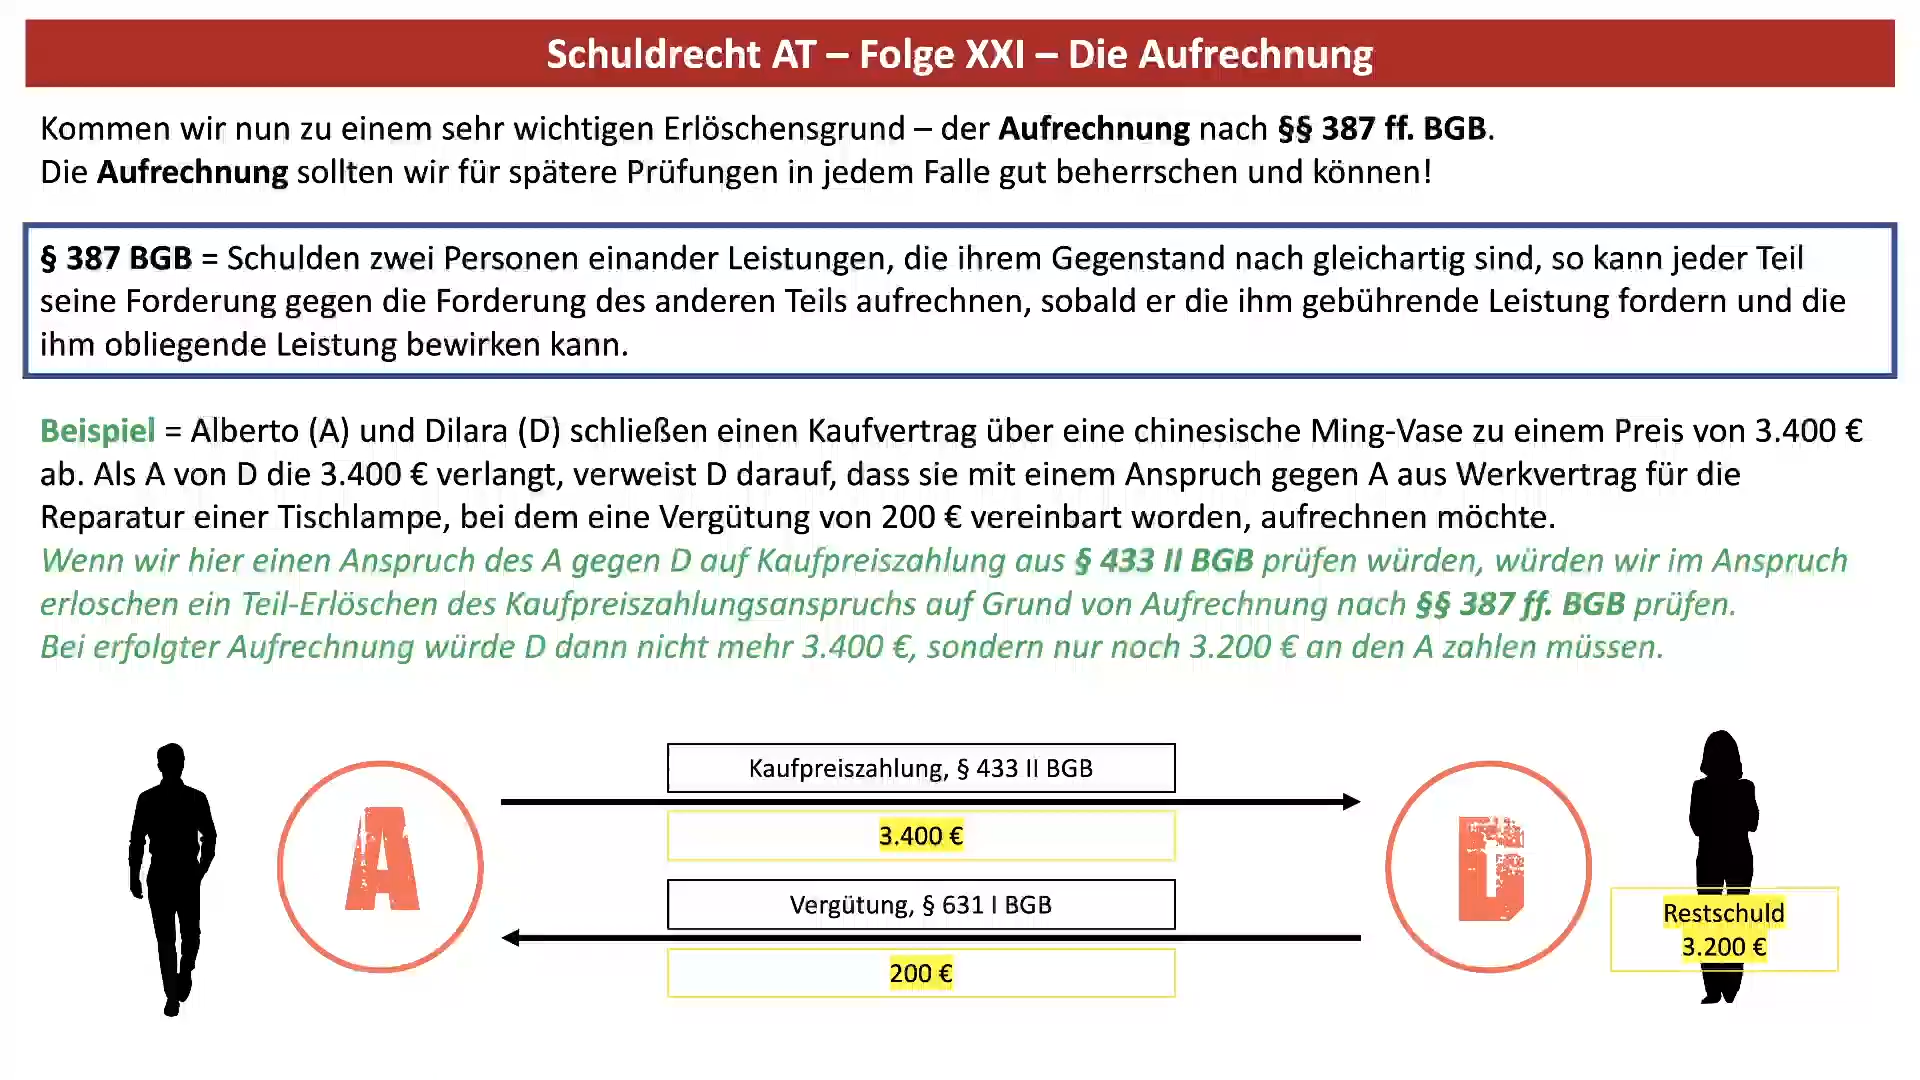 Schuldrecht AT – Folge XXI – Die Aufrechnung
Kommen wir nun zu einem sehr wichtigen Erlöschensgrund – der Aufrechnung nach §§ 387 ff. BGB.
Die Aufrechnung sollten wir für spätere Prüfungen in jedem Falle gut beherrschen und können!
§ 387 BGB = Schulden zwei Personen einander Leistungen, die ihrem Gegenstand nach gleichartig sind, so kann jeder Teil
seine Forderung gegen die Forderung des anderen Teils aufrechnen, sobald er die ihm gebührende Leistung fordern und die
ihm obliegende Leistung bewirken kann.
Beispiel = Alberto (A) und Dilara (D) schließen einen Kaufvertrag über eine chinesische Ming-Vase zu einem Preis von 3.400 €
ab. Als A von D die 3.400 € verlangt, verweist D darauf, dass sie mit einem Anspruch gegen A aus Werkvertrag für die
Reparatur einer Tischlampe, bei dem eine Vergütung von 200 € vereinbart worden, aufrechnen möchte.
Wenn wir hier einen Anspruch des A gegen D auf Kaufpreiszahlung aus § 433 II BGB prüfen würden, würden wir im Anspruch
erloschen ein Teil-Erlöschen des Kaufpreiszahlungsanspruchs auf Grund von Aufrechnung nach §§ 387 ff. BGB prüfen.
Bei erfolgter Aufrechnung würde D dann nicht mehr 3.400 €, sondern nur noch 3.200 € an den A zahlen müssen.
A
Kaufpreiszahlung, § 433 II BGB
3.400 €
Vergütung, § 631 I BGB
200 €
D
Restschuld
3.200 €